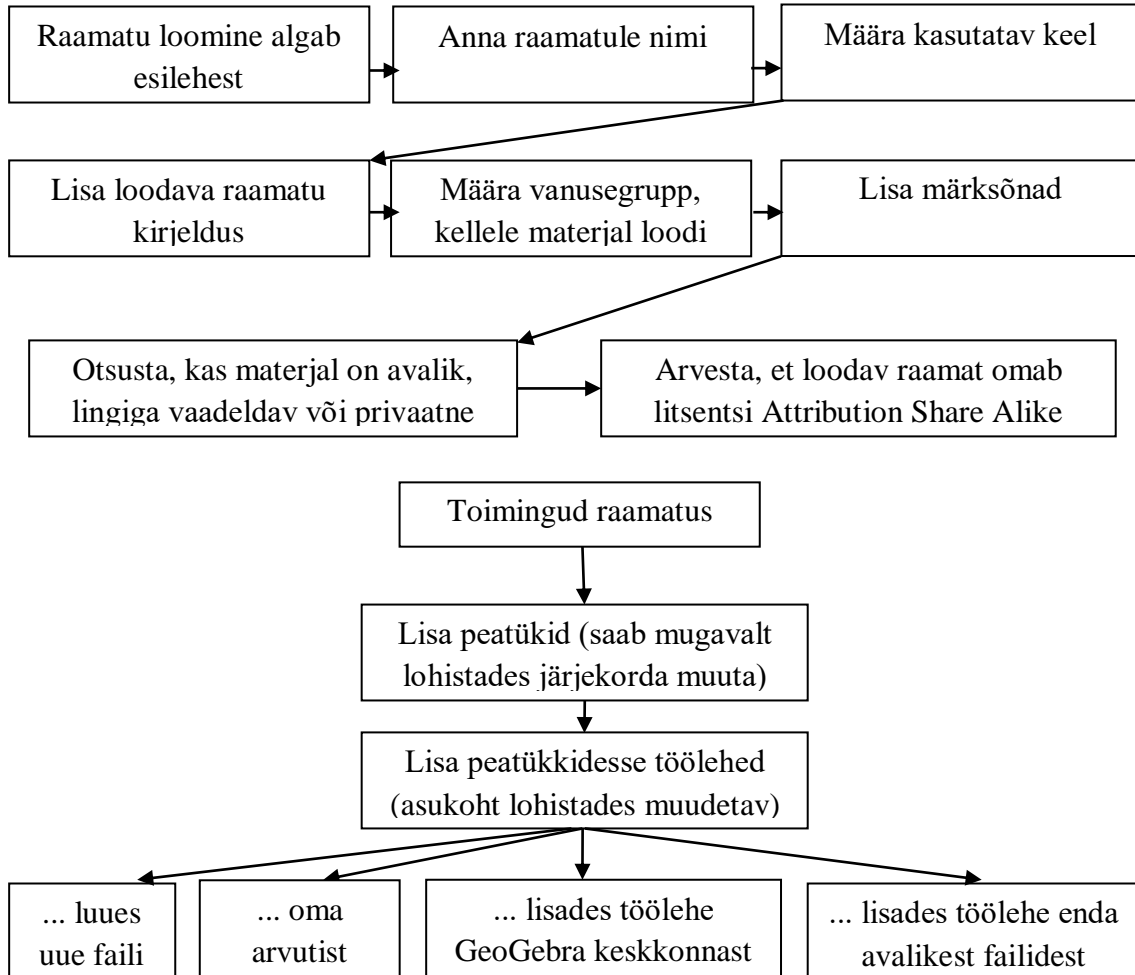 Raamatu loomine algab
esilehest
Anna raamatule nimi
Määra kasutatav keel
Lisa loodava raamatu
kirjeldus
Määra vanusegrupp,
kellele materjal loodi
Lisa märksõnad
Otsusta, kas materjal on avalik,
lingiga vaadeldav või privaatne
Arvesta, et loodav raamat omab
litsentsi Attribution Share Alike
Toimingud raamatus
Lisa peatükid (saab mugavalt
lohistades järjekorda muuta)
Lisa peatükkidesse töölehed
(asukoht lohistades muudetav)
... luues
uue faili
... oma
arvutist
... lisades töölehe
GeoGebra keskkonnast
... lisades töölehe enda
avalikest failidest